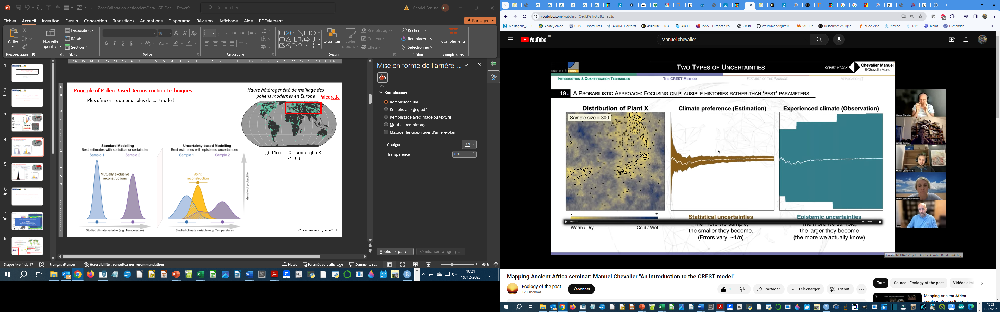 ZoneCalibration_getModernData_LGP-Dec - PowerP...
Rechercher
Gabriel Fenisse
GF
Fichier Accueil Insertion Dessin Conception Transitions Animations Diaporama Révision Affichage Aide PDFelement
Partager
Coller
Nouvelle diapositive
Disposition
Rétablir
Section
18
Organiser
Styles rapides
Remplissage
Contour
Effets
Rechercher
Remplacer
Sélectionner
Compléments
Presse-papiers
Diapositives
Police
Paragraphe
Dessin
Édition
Compléments
1
2
3
4
5
6
7
8
Principle of Pollen-Based Reconstruction Techniques
Plus d'incertitude pour plus de certitude !
Haute hétérogénéité de maillage des
pollens modernes en Europe
Palearctic
gbif4crest_02-5min.sqlite3
v.1.3.0
Standard Modelling
Best estimates with statistical uncertainties
Sample 1 Sample 2
Mutually exclusive
reconstructions
Studied climate variable (e.g. Temperature)
Uncertainty-based Modelling
Best estimates with epistemic uncertainties
Sample 1 Sample 2
Joint
reconstruction
density of probability
Studied climate variable (e.g. Temperature)
Chevalier et al., 2020
4
Mise en forme de l'arrière-...
Remplissage
Remplissage uni
Remplissage dégradé
Remplissage avec image ou texture
Motif de remplissage
Masquer les graphiques d'arrière-plan
Couleur
Transparence
0 %
Appliquer partout
Réinitialiser l'arrière-plan
Diapositive 4 de 17
Français (France)
Accessibilité : consultez nos recommandations
Notes
Paramètres d'affichage
Commentaires
66 %
18:21
19/12/2023
youtube.com/watch?v=OYdEKGTjGjg&t=953s
Messagerie_CRPG
Agate_Tempo
CRPG — WordPress
ADUM- Doctorat
Assiduité - ENSG
ARCHE
index - European Po...
Crestr
crestr/man/figures/...
Sci-Hub
Ressources en ligne...
eDocPerso
Navigo
IZLY
Teams
FileSender
YouTube FR
Manuel chevalier
UNIVERSITÄT BONN
Two Types of Uncertainties
crestr v1.2.x
Chevalier Manuel
@ChevalierManu
Introduction & Quantification Techniques
The CREST Method
Features of the Package
Application(s)
19. A Probabilistic Approach: Focusing on plausible histories rather than 'best' parameters
Distribution of Plant X
Sample size = 300
Climate preference (Estimation)
Experienced climate (Observation)
- +
Warm / Dry Cold / Wet
Statistical uncertainties
The more we sample,
the smaller they become.
(Errors vary ~1/n)
Epistemic uncertainties
The more we sample,
the larger they become
(the more we actually know)
Manuel Chevalier
William Gosling
Markus Lothar Fischer
Verena Foerster-Indenhuck
Brian
Crestr-INQUA2023.pdf - Adobe Acrobat Reader (64-bit)
Mapping Ancient Africa seminar: Manuel Chevalier "An introduction to the CREST model"
Ecology of the past
120 abonnés
S'abonner
1
Partager
Télécharger
Extrait
Tout
Source : Ecology of the past
Vidéos sim
Mapping Ancient Africa
seminar: Verena Foerster
18:21
19/12/2023